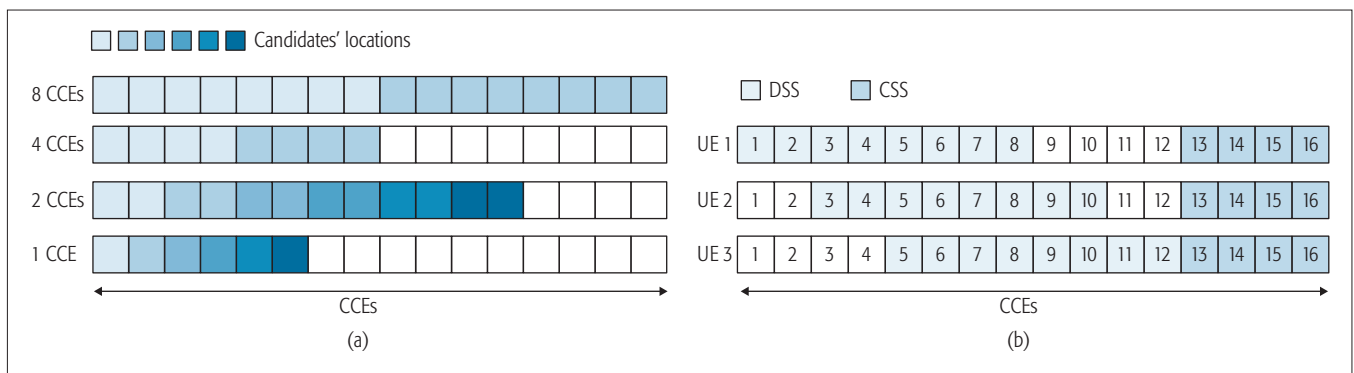 Candidates' locations
8 CCEs
4 CCEs
2 CCEs
1 CCE
CCEs
(a)
DSS CSS
UE 1 1 2 3 4 5 6 7 8 9 10 11 12 13 14 15 16
UE 2 1 2 3 4 5 6 7 8 9 10 11 12 13 14 15 16
UE 3 1 2 3 4 5 6 7 8 9 10 11 12 13 14 15 16
CCEs
(b)